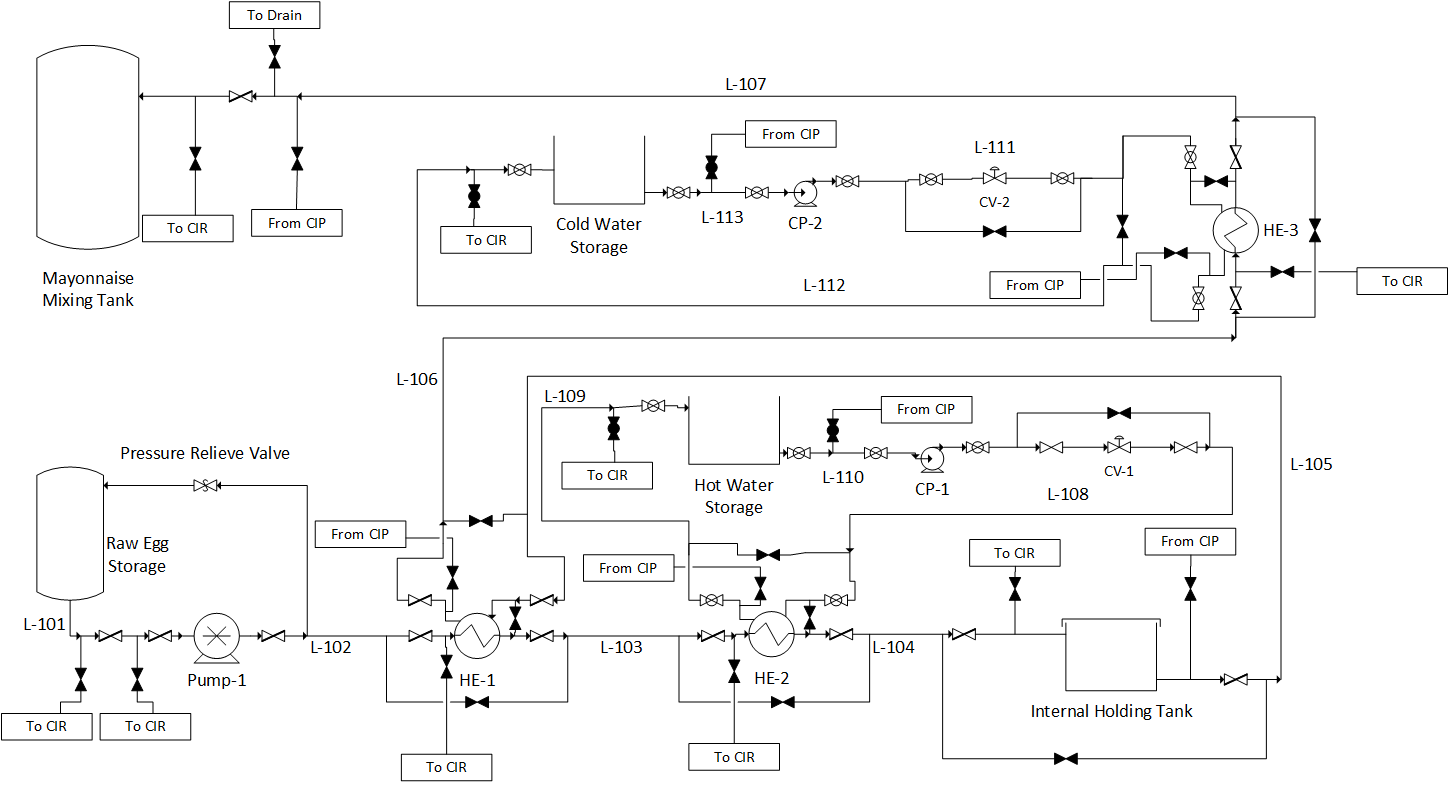 To Drain
L-107
From CIP
L-111
To CIR
From CIP
To CIR
Cold Water
Storage
L-113
CP-2
CV-2
HE-3
Mayonnaise
Mixing Tank
From CIP
L-112
To CIR
L-106
L-109
From CIP
To CIR
L-110
Hot Water
Storage
CP-1
CV-1
L-108
L-105
Pressure Relieve Valve
Raw Egg
Storage
From CIP
From CIP
To CIR
From CIP
L-101
Pump-1
L-102
HE-1
L-103
HE-2
L-104
Internal Holding Tank
To CIR
To CIR
To CIR
To CIR